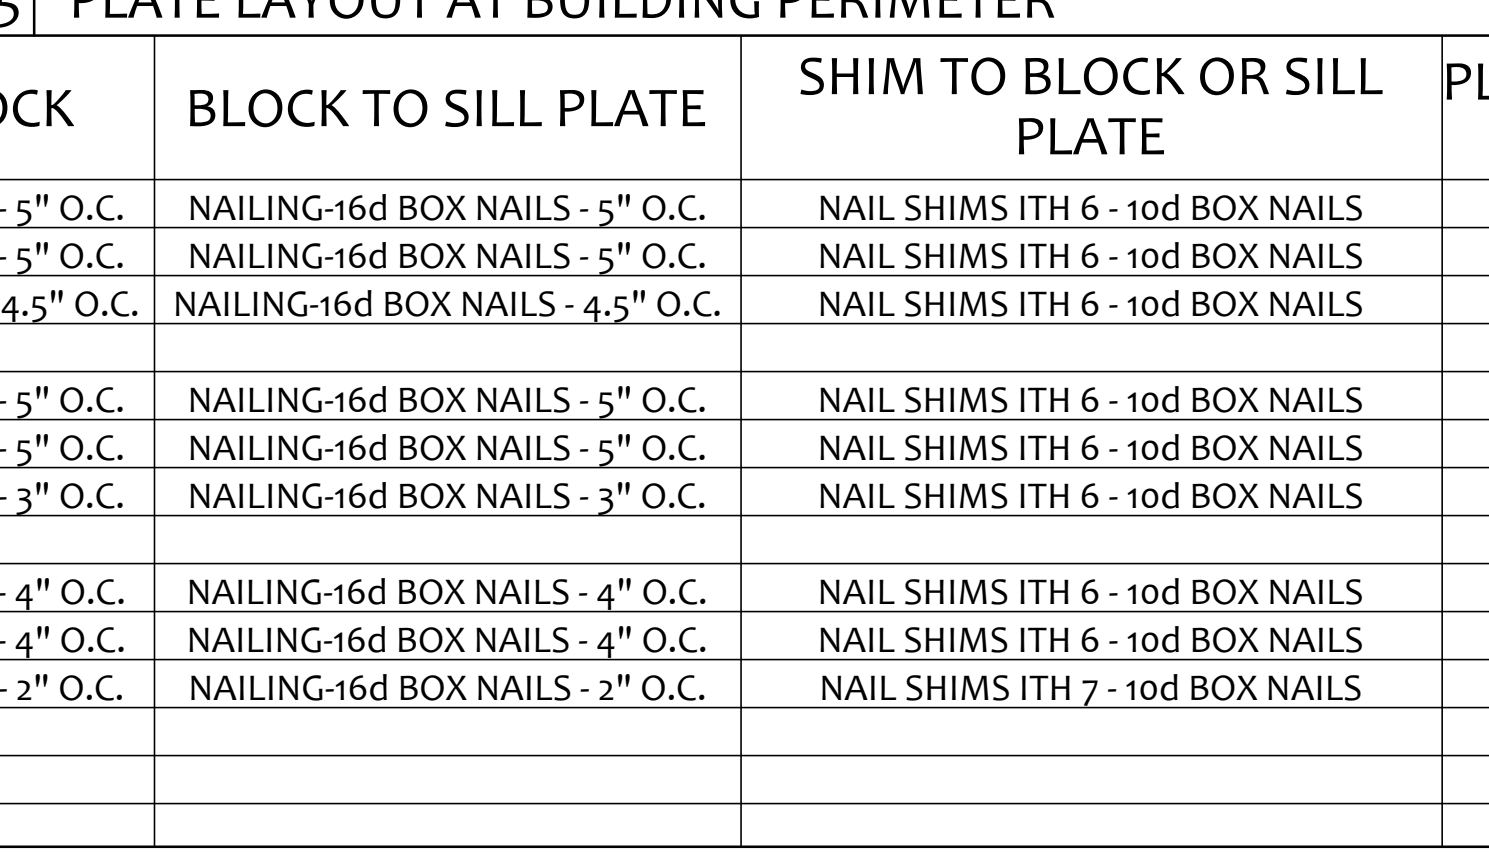 PLATE LAYOUT AT BUILDING PERIMETER
BLOCK TO SILL PLATE
SHIM TO BLOCK OR SILL
PLATE
- 5" O.C. NAILING-16d BOX NAILS - 5" O.C. NAIL SHIMS ITH 6 - 10d BOX NAILS
- 5" O.C. NAILING-16d BOX NAILS - 5" O.C. NAIL SHIMS ITH 6 - 10d BOX NAILS
4.5" O.C. NAILING-16d BOX NAILS - 4.5" O.C. NAIL SHIMS ITH 6 - 10d BOX NAILS
- 5" O.C. NAILING-16d BOX NAILS - 5" O.C. NAIL SHIMS ITH 6 - 10d BOX NAILS
- 5" O.C. NAILING-16d BOX NAILS - 5" O.C. NAIL SHIMS ITH 6 - 10d BOX NAILS
- 3" O.C. NAILING-16d BOX NAILS - 3" O.C. NAIL SHIMS ITH 6 - 10d BOX NAILS
- 4" O.C. NAILING-16d BOX NAILS - 4" O.C. NAIL SHIMS ITH 6 - 10d BOX NAILS
- 4" O.C. NAILING-16d BOX NAILS - 4" O.C. NAIL SHIMS ITH 6 - 10d BOX NAILS
- 2" O.C. NAILING-16d BOX NAILS - 2" O.C. NAIL SHIMS ITH 7 - 10d BOX NAILS